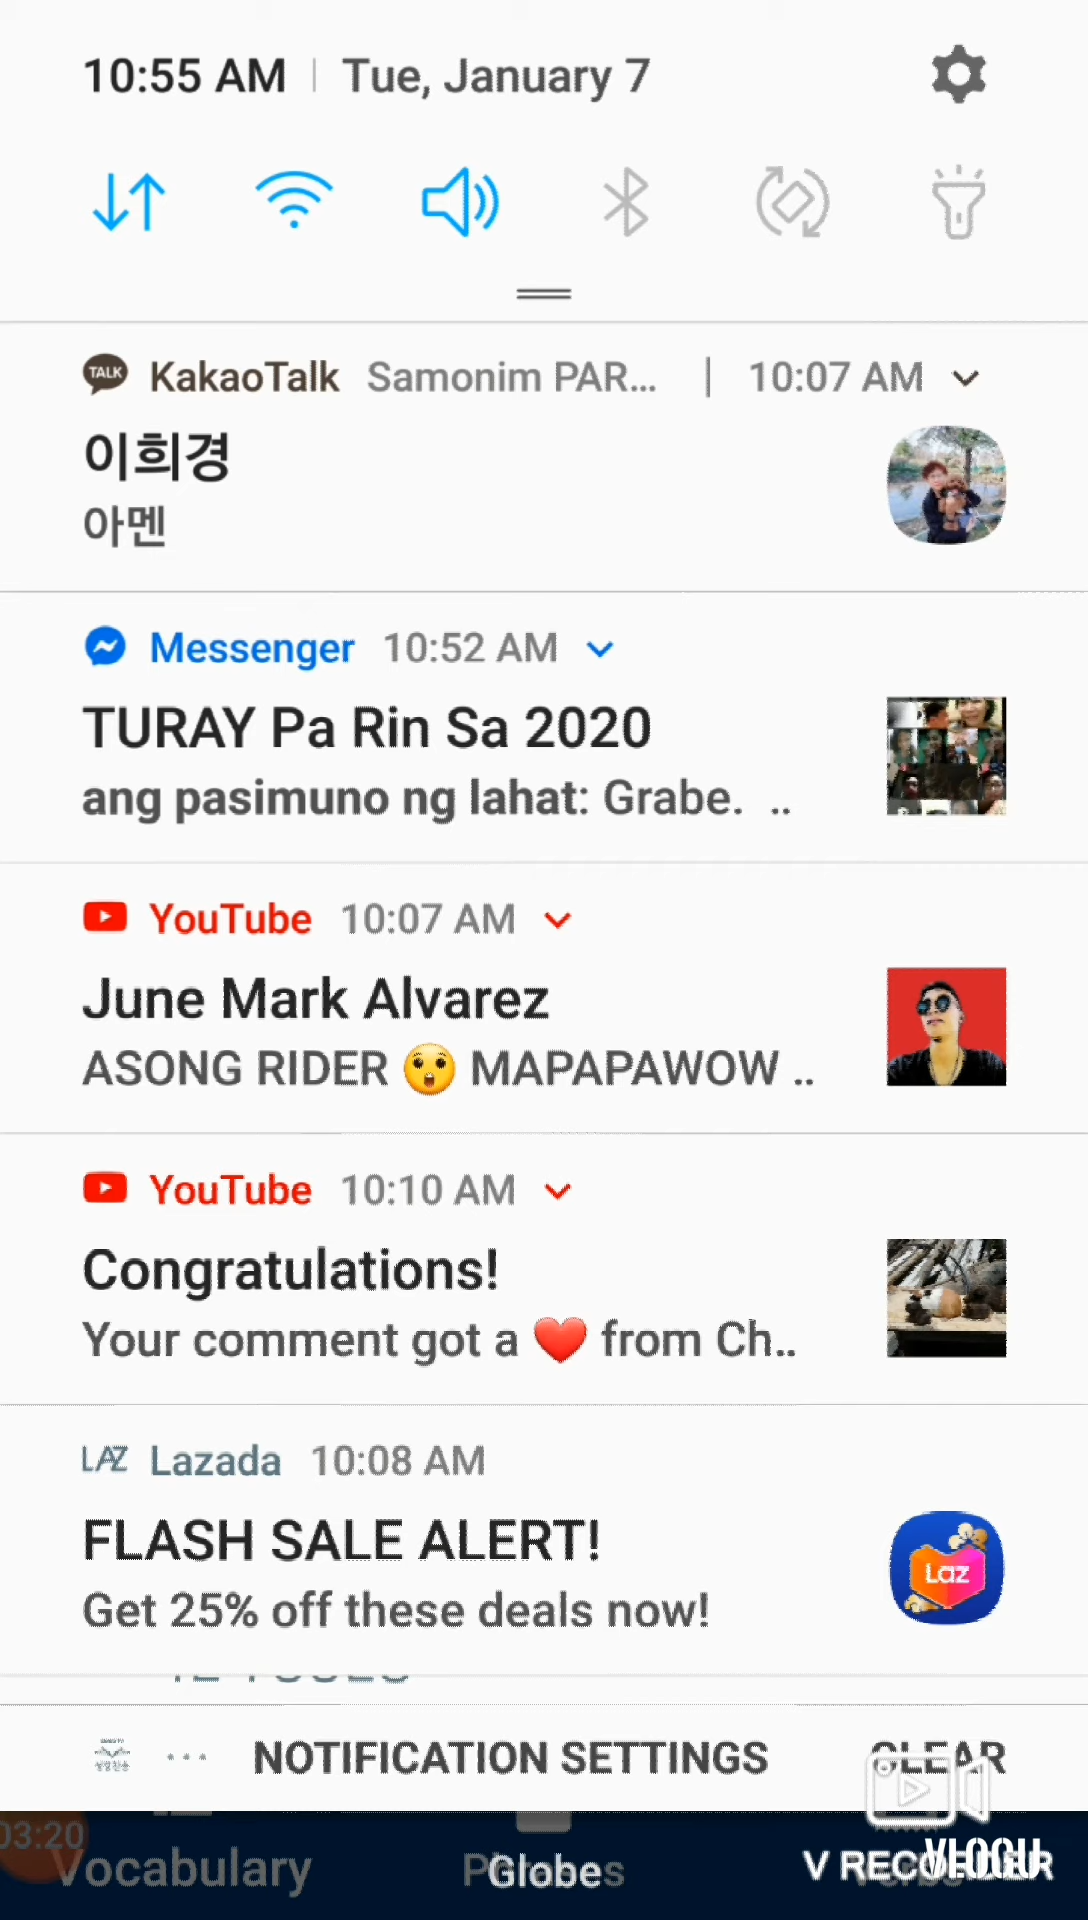 10:55 AM | Tue, January 7
TALK KakaoTalk Samonim PAR... | 10:07 AM
이희경
아멘
Messenger 10:52 AM
TURAY Pa Rin Sa 2020
ang pasimuno ng lahat: Grabe. ..
YouTube 10:07 AM
June Mark Alvarez
ASONG RIDER 😲 MAPAPAWOW ..
YouTube 10:10 AM
Congratulations!
Your comment got a ❤️ from Ch..
LAZ Lazada 10:08 AM
FLASH SALE ALERT!
Get 25% off these deals now!
Laz
... NOTIFICATION SETTINGS CLEAR
03:20
Vocabulary Globe V RECORDER
VLOGU